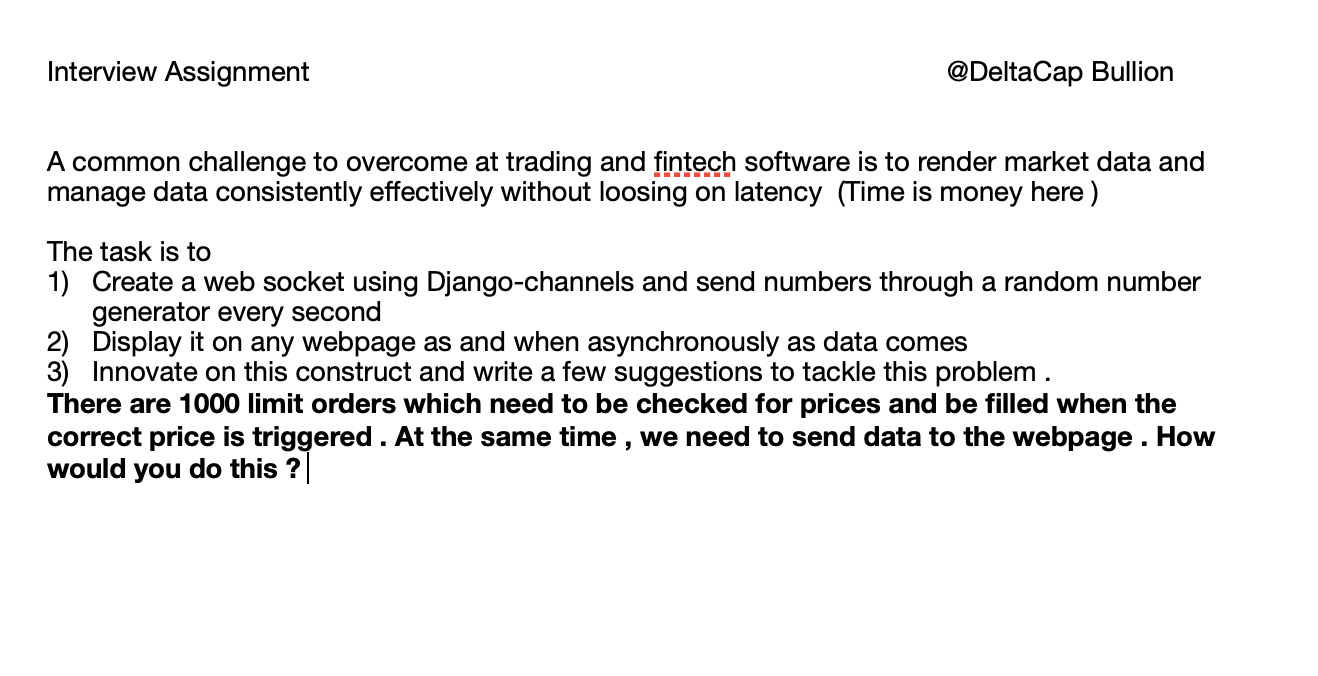 Interview Assignment @DeltaCap Bullion
A common challenge to overcome at trading and fintech software is to render market data and
manage data consistently effectively without loosing on latency  (Time is money here )
The task is to
1) Create a web socket using Django-channels and send numbers through a random number
generator every second
2) Display it on any webpage as and when asynchronously as data comes
3) Innovate on this construct and write a few suggestions to tackle this problem .
There are 1000 limit orders which need to be checked for prices and be filled when the
correct price is triggered . At the same time , we need to send data to the webpage . How
would you do this ?